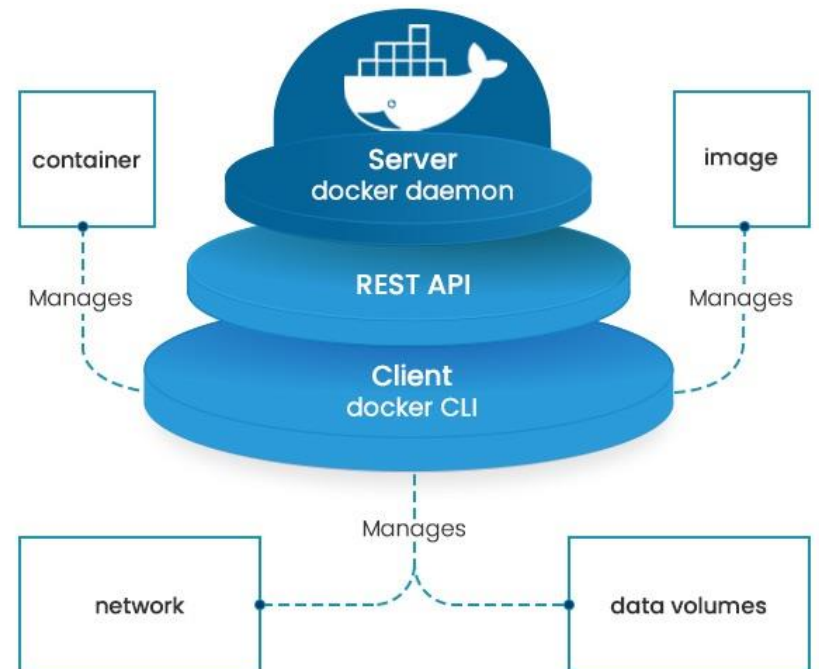 Server
docker daemon
container
image
REST API
Manages
Manages
Client
docker CLI
Manages
network
data volumes